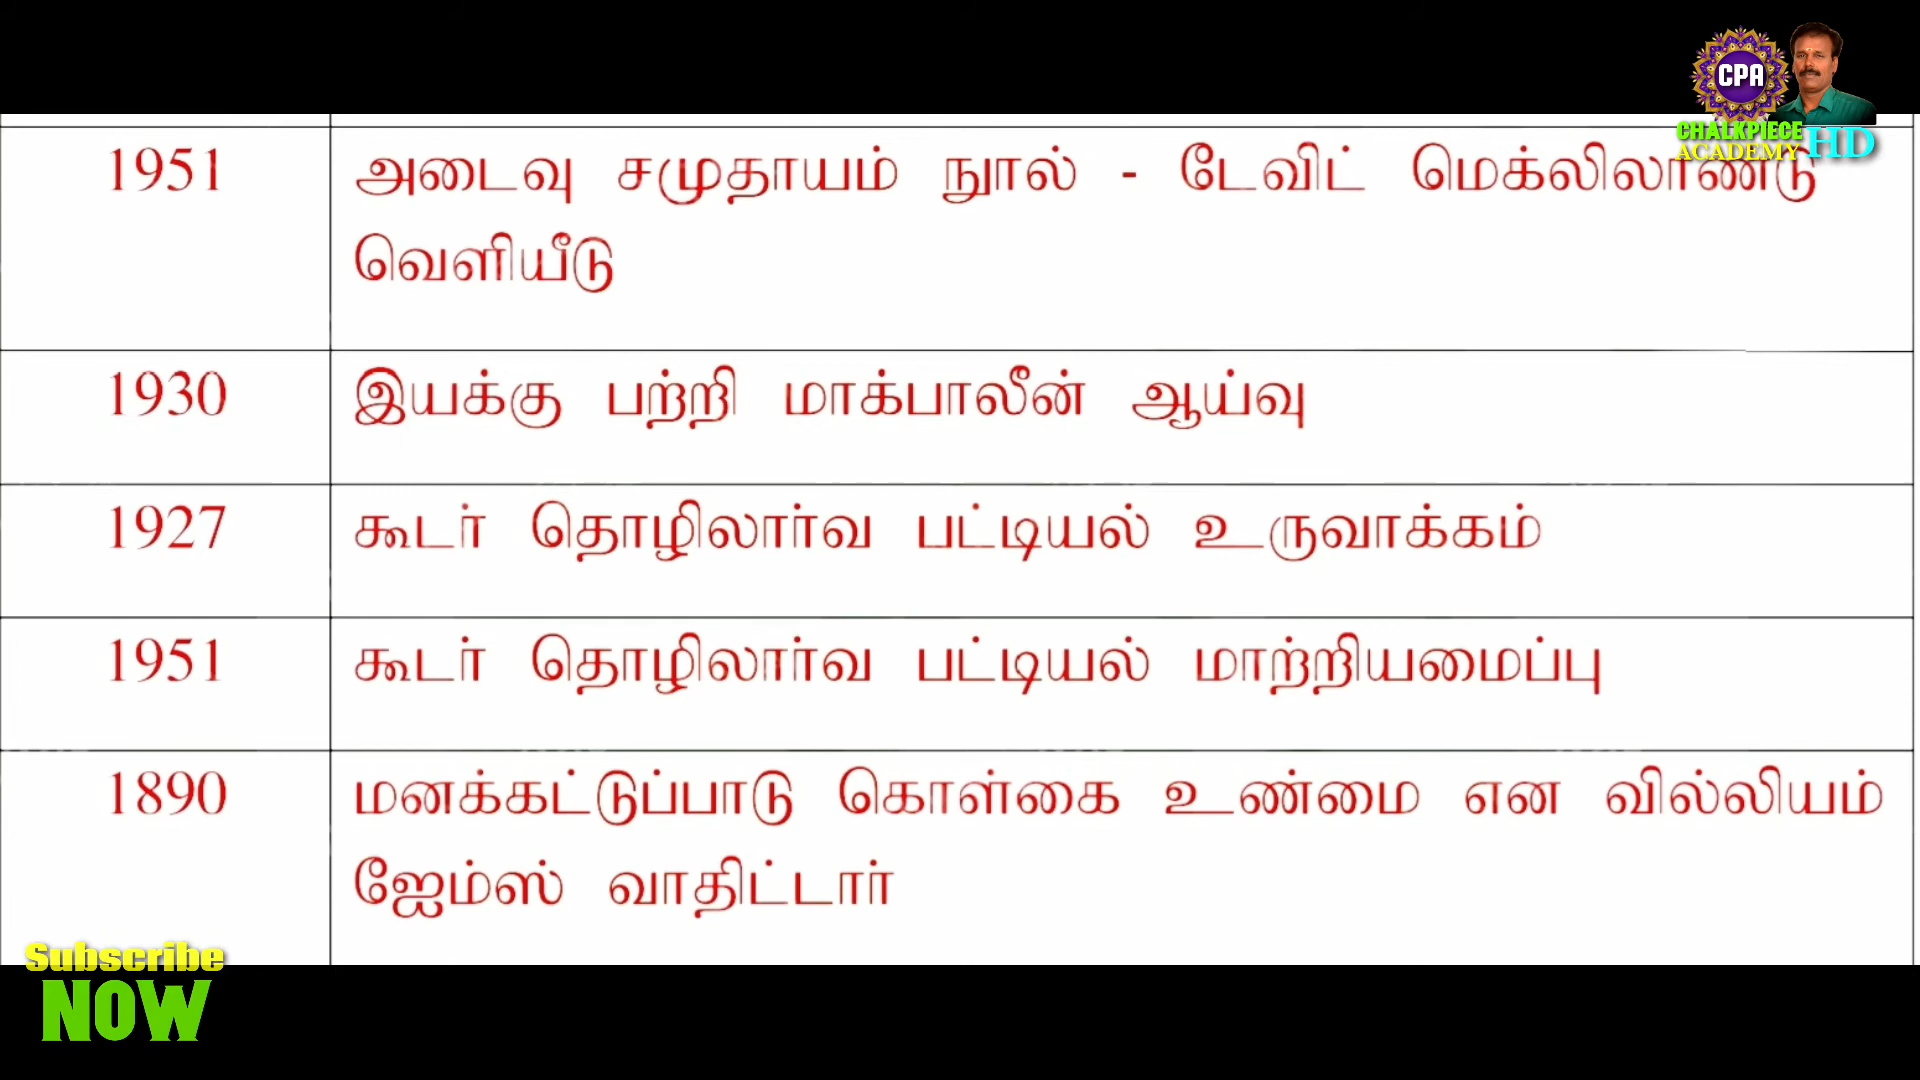 CPA
CHALKPIECE
ACADEMY HD
1951 அடைவு சமுதாயம் நூல் - டேவிட் மெக்லிலாண்டு
வெளியீடு
1930 இயக்கு பற்றி மாக்பாலீன் ஆய்வு
1927 கூடர் தொழிலார்வ பட்டியல் உருவாக்கம்
1951 கூடர் தொழிலார்வ பட்டியல் மாற்றியமைப்பு
1890 மனக்கட்டுப்பாடு கொள்கை உண்மை என வில்லியம்
ஜேம்ஸ் வாதிட்டார்
Subscribe
NOW